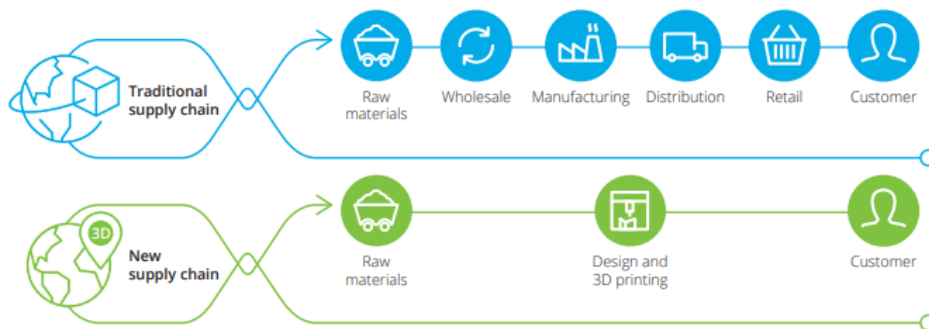 Traditional
supply chain
Raw
materials
Wholesale
Manufacturing
Distribution
Retail
Customer
3D
New
supply chain
Raw
materials
Design and
3D printing
Customer